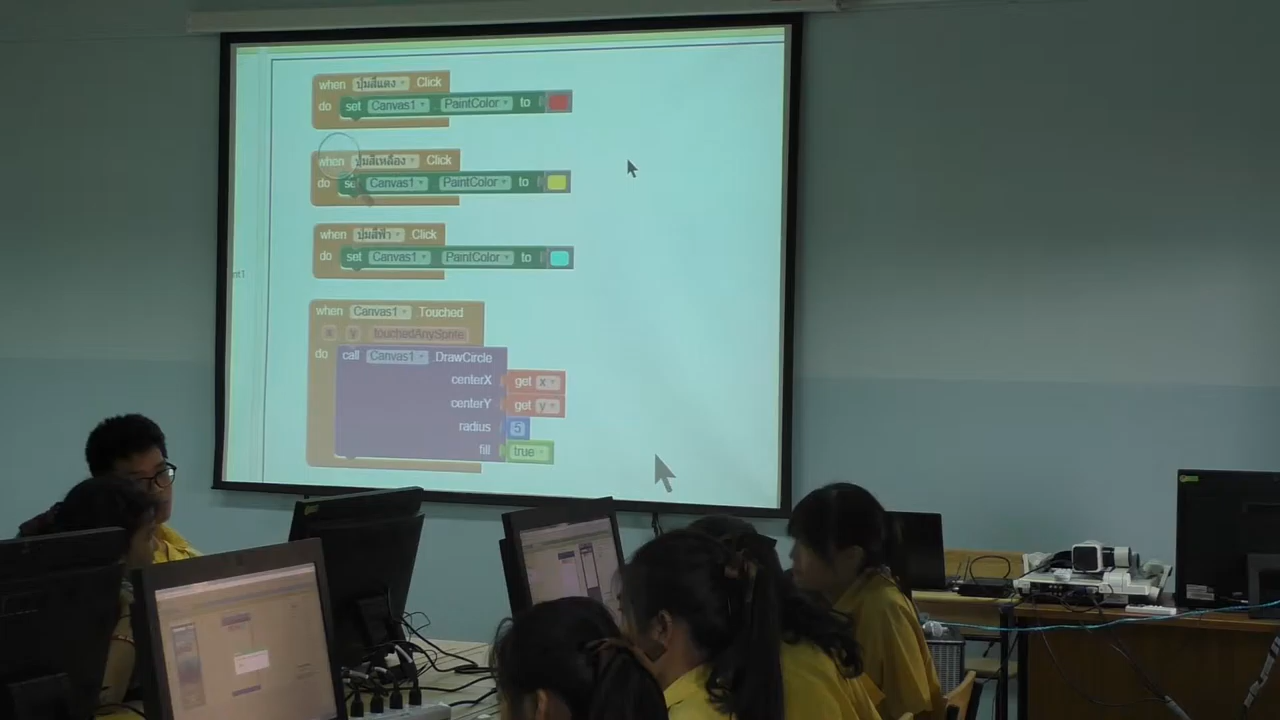 when ปุ่มสีแดง Click
do set Canvas1 PaintColor to
when ปุ่มสีเหลือง Click
do set Canvas1 PaintColor to
when ปุ่มสีฟ้า Click
do set Canvas1 PaintColor to
nt1
when Canvas1 Touched
x y touchedAnySprite
do call Canvas1 DrawCircle
centerX get x
centerY get y
radius 5
fill true